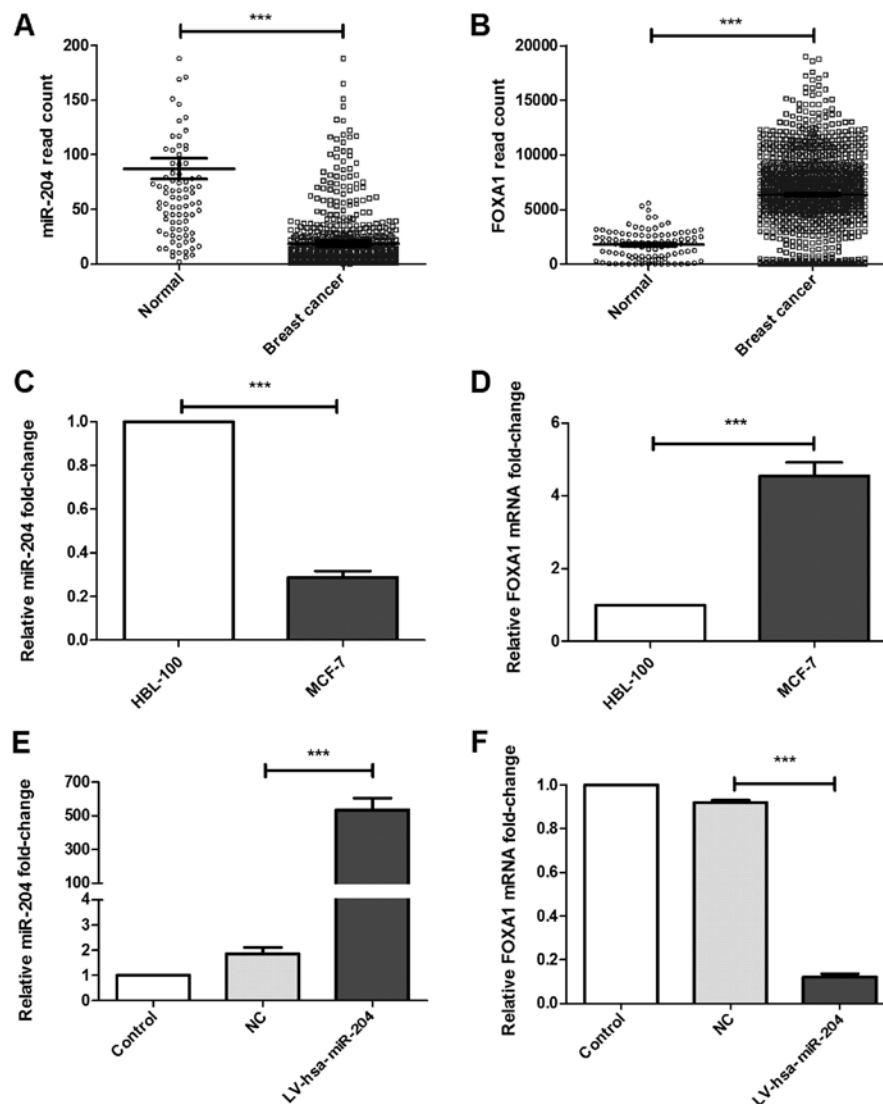 A
***
miR-204 read count
200
150
100
50
0
Normal
Breast cancer
B
***
FOXA1 read count
20000
15000
10000
5000
0
Normal
Breast cancer
C
***
Relative miR-204 fold-change
1.0
0.8
0.6
0.4
0.2
0.0
HBL-100
MCF-7
D
***
Relative FOXA1 mRNA fold-change
6
4
2
0
HBL-100
MCF-7
E
***
Relative miR-204 fold-change
700
500
300
100
4
3
2
1
0
Control
NC
LV-hsa-miR-204
F
***
Relative FOXA1 mRNA fold-change
1.0
0.8
0.6
0.4
0.2
0.0
Control
NC
LV-hsa-miR-204